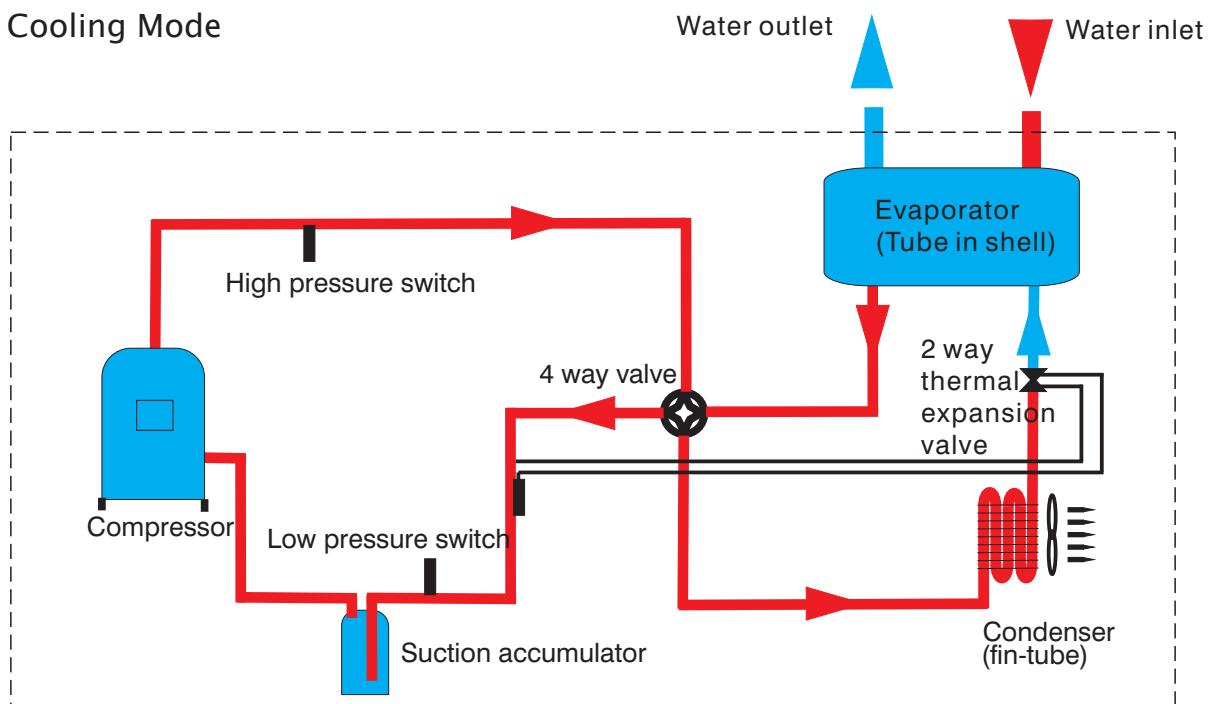 Cooling Mode
Water outlet
Water inlet
Evaporator
(Tube in shell)
High pressure switch
2 way
thermal
expansion
valve
4 way valve
Compressor
Low pressure switch
Suction accumulator
Condenser
(fin-tube)